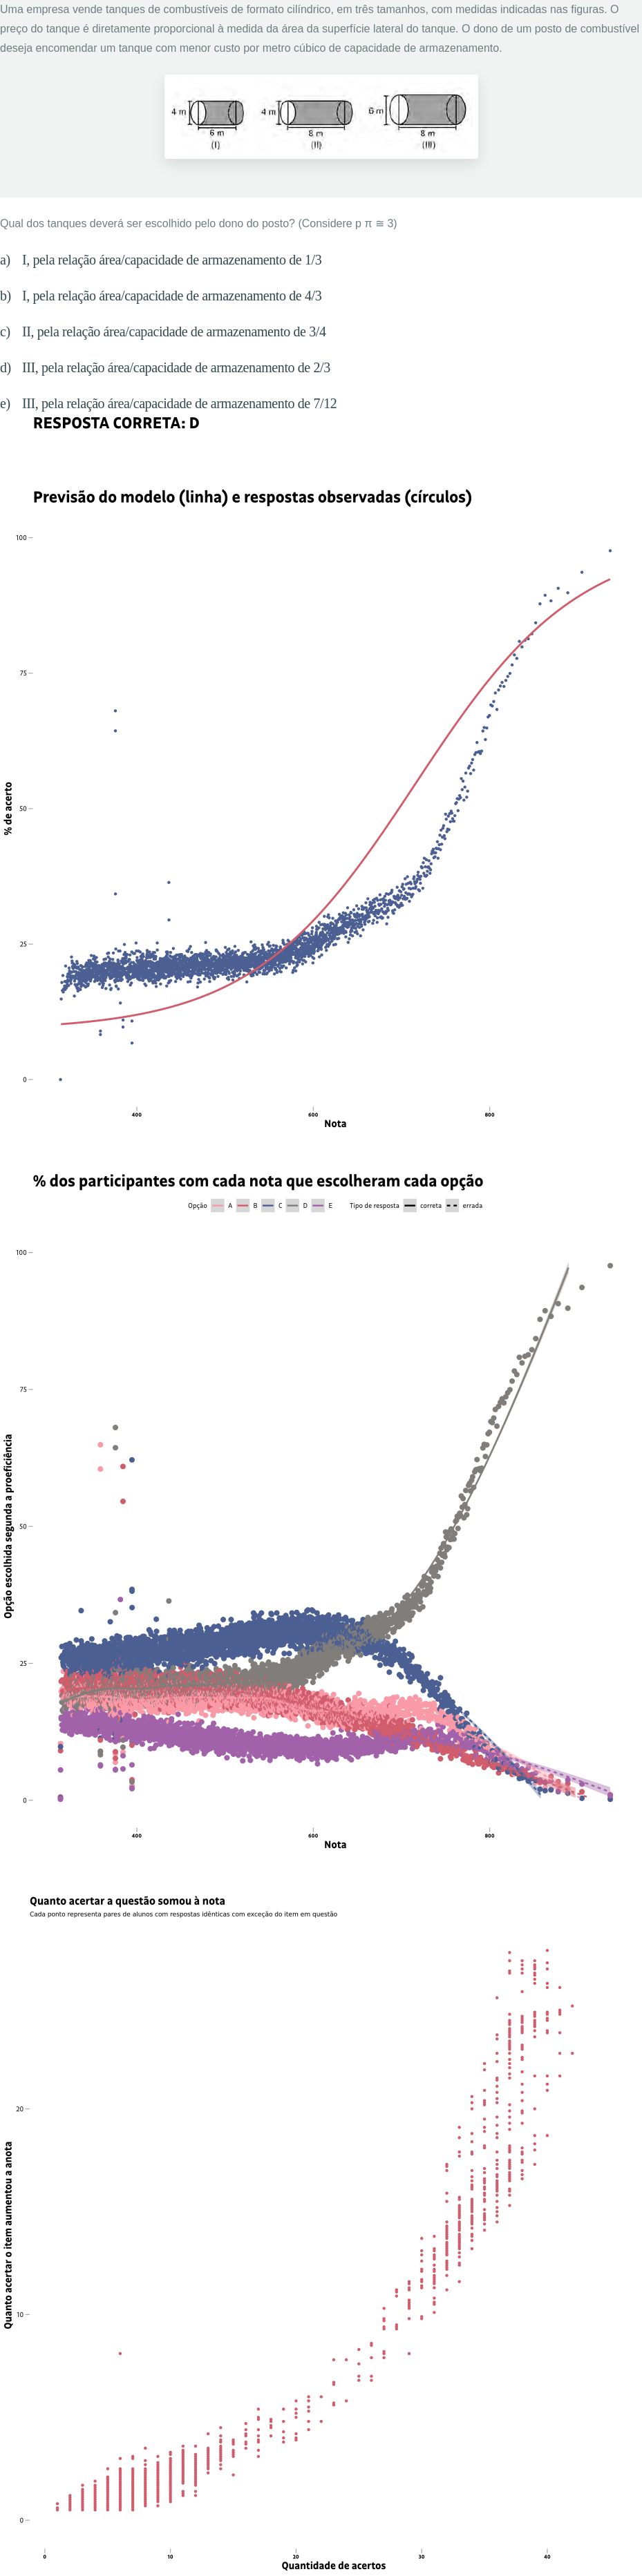 Uma empresa vende tanques de combustíveis de formato cilíndrico, em três tamanhos, com medidas indicadas nas figuras. O
preço do tanque é diretamente proporcional à medida da área da superfície lateral do tanque. O dono de um posto de combustível
deseja encomendar um tanque com menor custo por metro cúbico de capacidade de armazenamento.
4 m 4 m 6 m
6 m 8 m 8 m
(I) (II) (III)
Qual dos tanques deverá ser escolhido pelo dono do posto? (Considere p π ≅ 3)
a) I, pela relação área/capacidade de armazenamento de 1/3
b) I, pela relação área/capacidade de armazenamento de 4/3
c) II, pela relação área/capacidade de armazenamento de 3/4
d) III, pela relação área/capacidade de armazenamento de 2/3
e) III, pela relação área/capacidade de armazenamento de 7/12
RESPOSTA CORRETA: D
Previsão do modelo (linha) e respostas observadas (círculos)
100
75
50
25
0
% de acerto
400 600 800
Nota
% dos participantes com cada nota que escolheram cada opção
Opção A B C D E Tipo de resposta correta errada
100
75
50
25
0
Opção escolhida segunda a proeficiência
400 600 800
Nota
Quanto acertar a questão somou à nota
Cada ponto representa pares de alunos com respostas idênticas com exceção do item em questão
20
10
0
Quanto acertar o item aumentou a anota
0 10 20 30 40
Quantidade de acertos